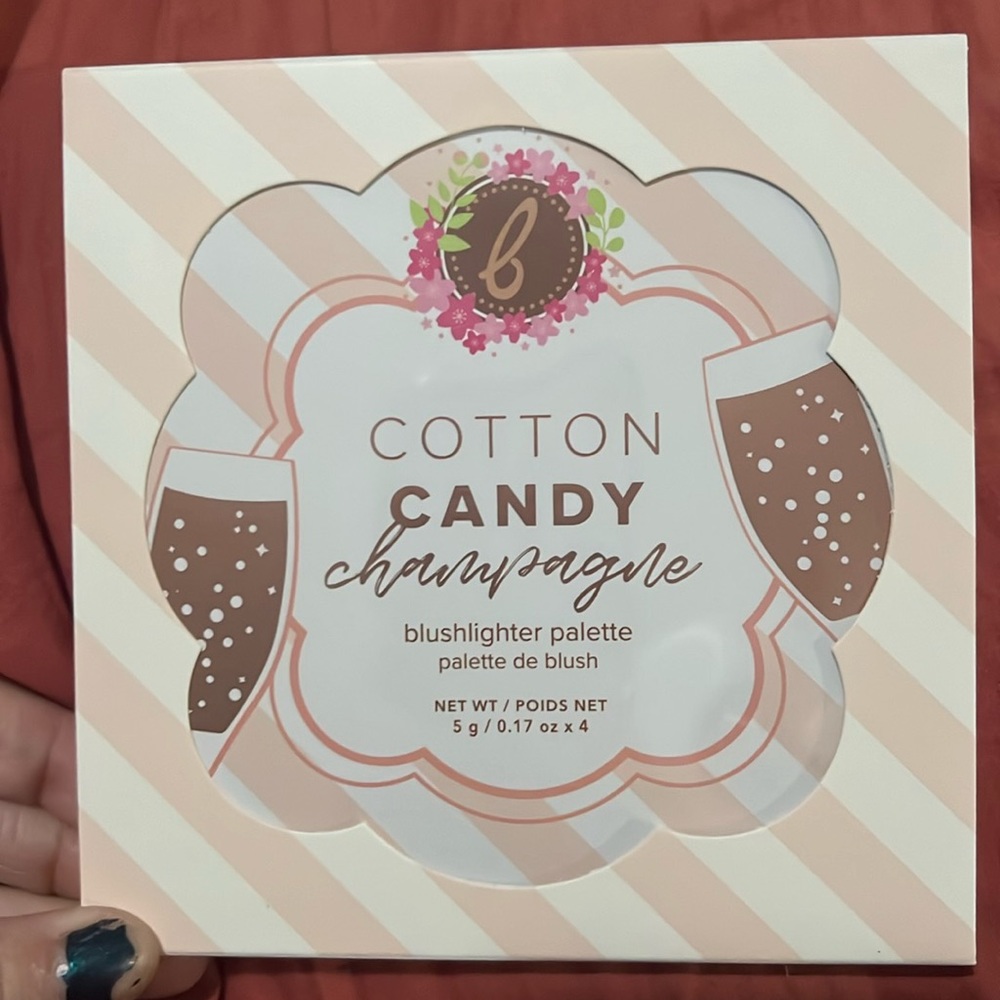 b
COTTON
CANDY
champagne
blushlighter palette
palette de blush
NET WT / POIDS NET
5 g / 0.17 oz x 4